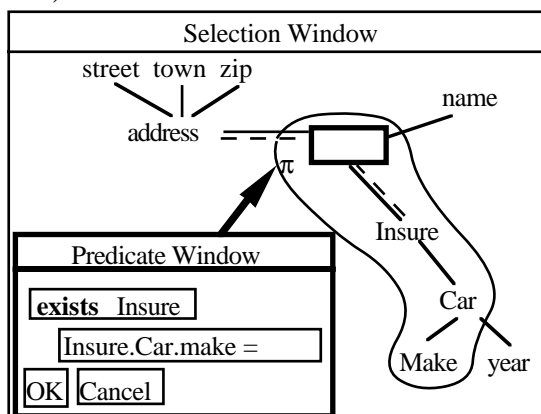 Selection Window
street town zip
name
address
π
Insure
Predicate Window
exists Insure
Car
Insure.Car.make =
Make year
OK Cancel